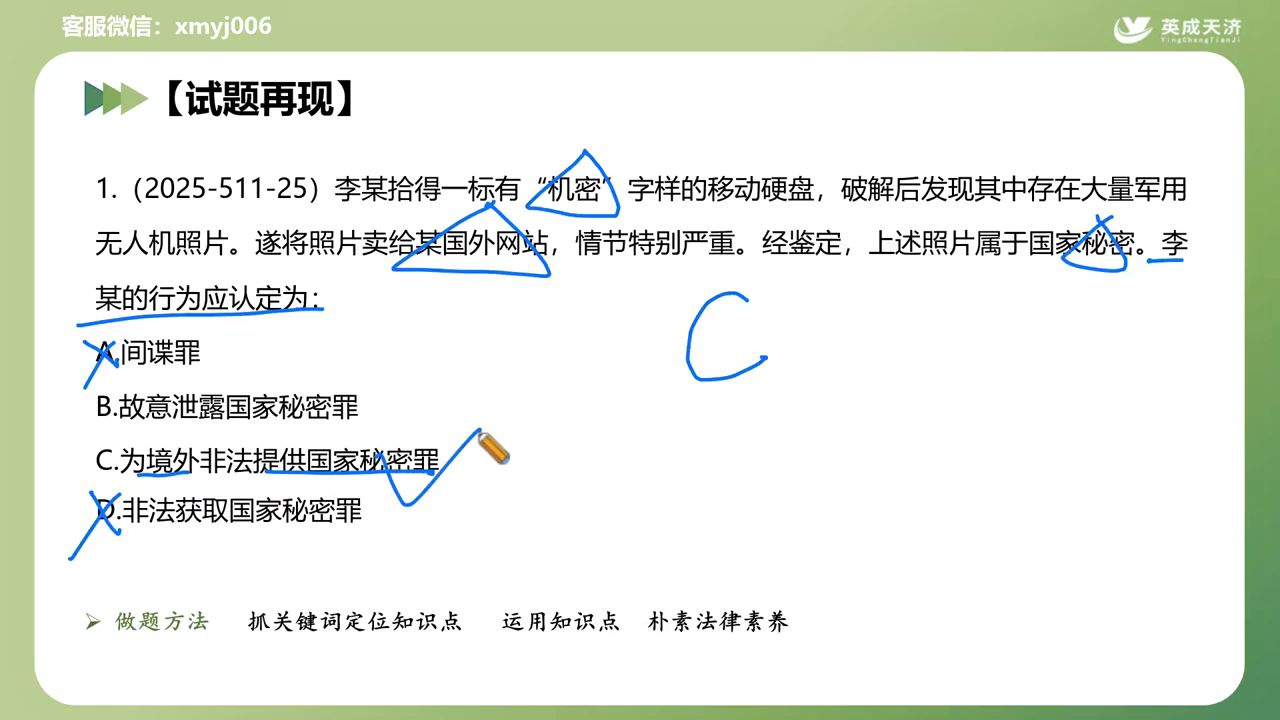 客服微信：xmyj006
英成天济
YingChengTianJi
【试题再现】
1.（2025-511-25）李某拾得一标有“机密”字样的移动硬盘，破解后发现其中存在大量军用
无人机照片。遂将照片卖给某国外网站，情节特别严重。经鉴定，上述照片属于国家秘密。李
某的行为应认定为：
A.间谍罪
B.故意泄露国家秘密罪
C.为境外非法提供国家秘密罪
D.非法获取国家秘密罪
C
做题方法 抓关键词定位知识点 运用知识点 朴素法律素养